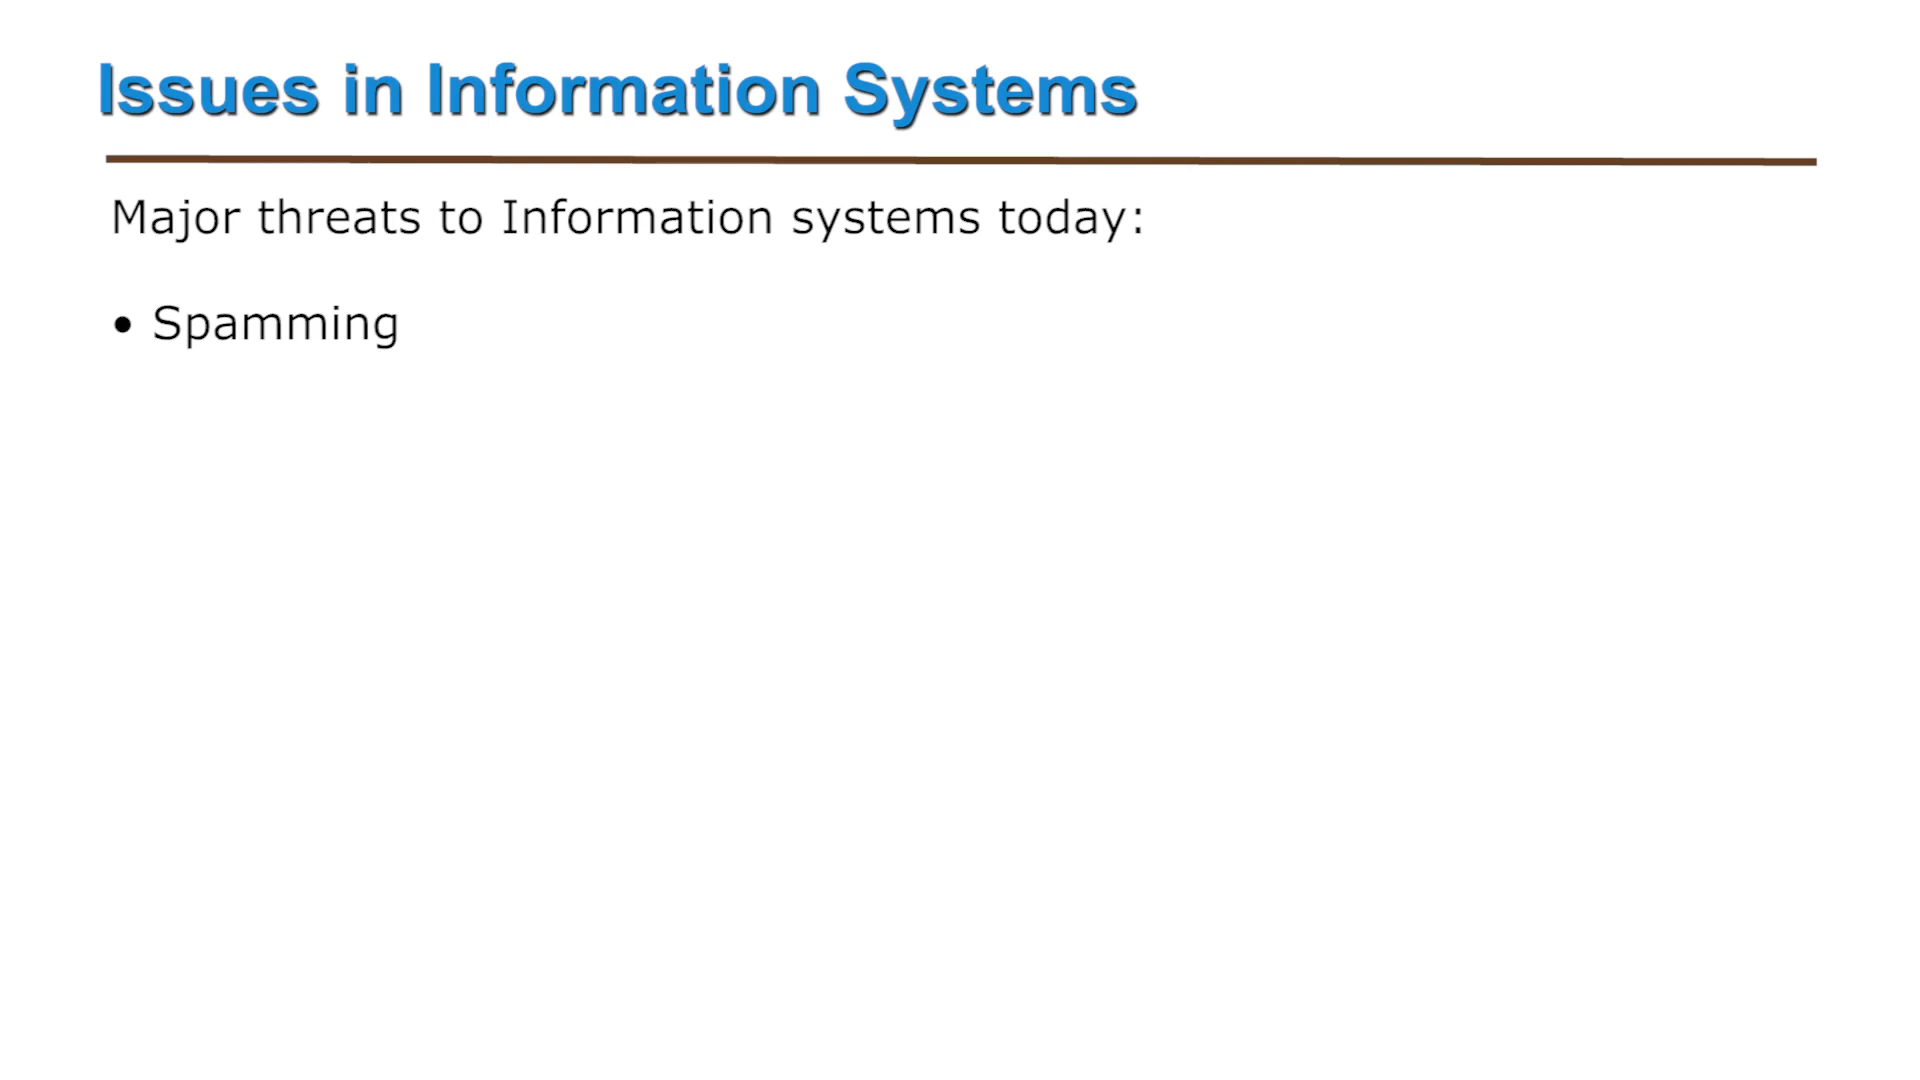 Issues in Information Systems
Major threats to Information systems today:
• Spamming